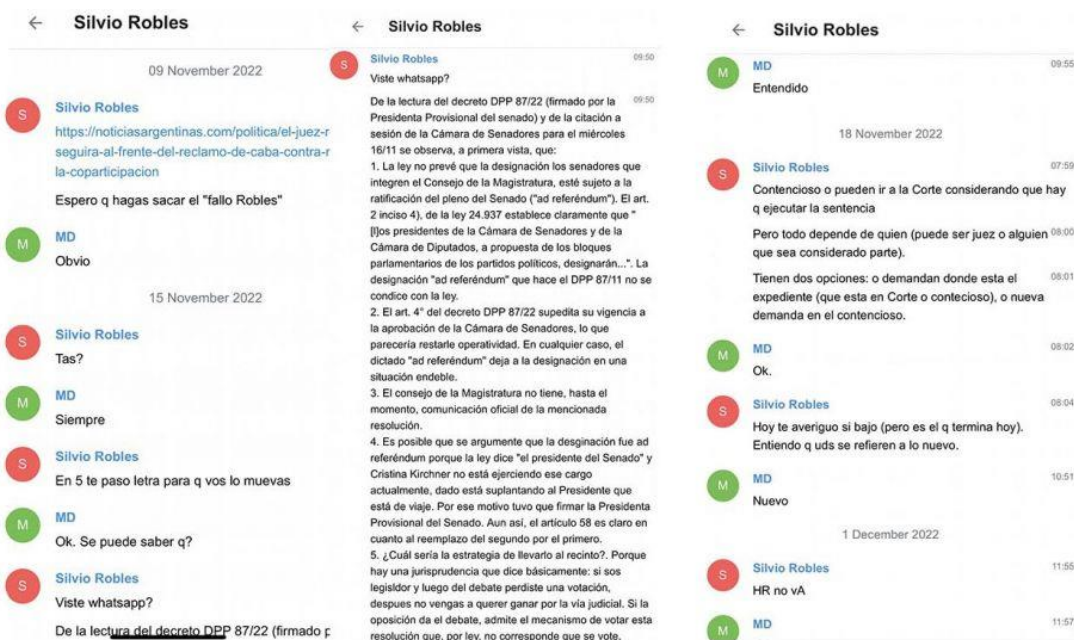 ← Silvio Robles
09 November 2022
S Silvio Robles
https://noticiasargentinas.com/politica/el-juez-r
seguira-al-frente-del-reclamo-de-caba-contra-r
la-coparticipacion
Espero q hagas sacar el "fallo Robles"
M MD
Obvio
15 November 2022
S Silvio Robles
Tas?
M MD
Siempre
S Silvio Robles
En 5 te paso letra para q vos lo muevas
M MD
Ok. Se puede saber q?
S Silvio Robles
Viste whatsapp?
De la lectura del decreto DPP 87/22 (firmado p
← Silvio Robles
S Silvio Robles 09:50
Viste whatsapp?
De la lectura del decreto DPP 87/22 (firmado por la 09:50
Presidenta Provisional del senado) y de la citación a
sesión de la Cámara de Senadores para el miércoles
16/11 se observa, a primera vista, que:
1. La ley no prevé que la designación los senadores que
integren el Consejo de la Magistratura, esté sujeto a la
ratificación del pleno del Senado ("ad referéndum"). El art.
2 inciso 4), de la ley 24.937 establece claramente que "
[l]os presidentes de la Cámara de Senadores y de la
Cámara de Diputados, a propuesta de los bloques
parlamentarios de los partidos políticos, designarán...". La
designación "ad referéndum" que hace el DPP 87/11 no se
condice con la ley.
2. El art. 4° del decreto DPP 87/22 supedita su vigencia a
la aprobación de la Cámara de Senadores, lo que
parecería restarle operatividad. En cualquier caso, el
dictado "ad referéndum" deja a la designación en una
situación endeble.
3. El consejo de la Magistratura no tiene, hasta el
momento, comunicación oficial de la mencionada
resolución.
4. Es posible que se argumente que la desginación fue ad
referéndum porque la ley dice "el presidente del Senado" y
Cristina Kirchner no está ejerciendo ese cargo
actualmente, dado está suplantando al Presidente que
está de viaje. Por ese motivo tuvo que firmar la Presidenta
Provisional del Senado. Aun así, el artículo 58 es claro en
cuanto al reemplazo del segundo por el primero.
5. ¿Cuál sería la estrategia de llevarlo al recinto?. Porque
hay una jurisprudencia que dice básicamente: si sos
legisldor y luego del debate perdiste una votación,
despues no vengas a querer ganar por la vía judicial. Si la
oposición da el debate, admite el mecanismo de votar esta
resolución que, por ley, no corresponde que se vote.
← Silvio Robles
M MD 09:55
Entendido
18 November 2022
S Silvio Robles 07:59
Contencioso o pueden ir a la Corte considerando que hay
q ejecutar la sentencia
Pero todo depende de quien (puede ser juez o alguien 08:00
que sea considerado parte).
Tienen dos opciones: o demandan donde esta el 08:01
expediente (que esta en Corte o contecioso), o nueva
demanda en el contencioso.
M MD 08:02
Ok.
S Silvio Robles 08:04
Hoy te averiguo si bajo (pero es el q termina hoy).
Entiendo q uds se refieren a lo nuevo.
M MD 10:51
Nuevo
1 December 2022
S Silvio Robles 11:55
HR no vA
M MD 11:57